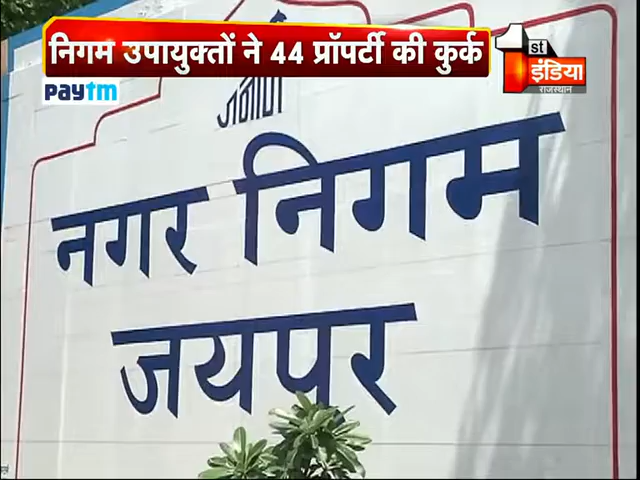 निगम उपायुक्तों ने 44 प्रॉपर्टी की कुर्क
1st
इंडिया
राजस्थान
paytm
नगर निगम
जयपुर